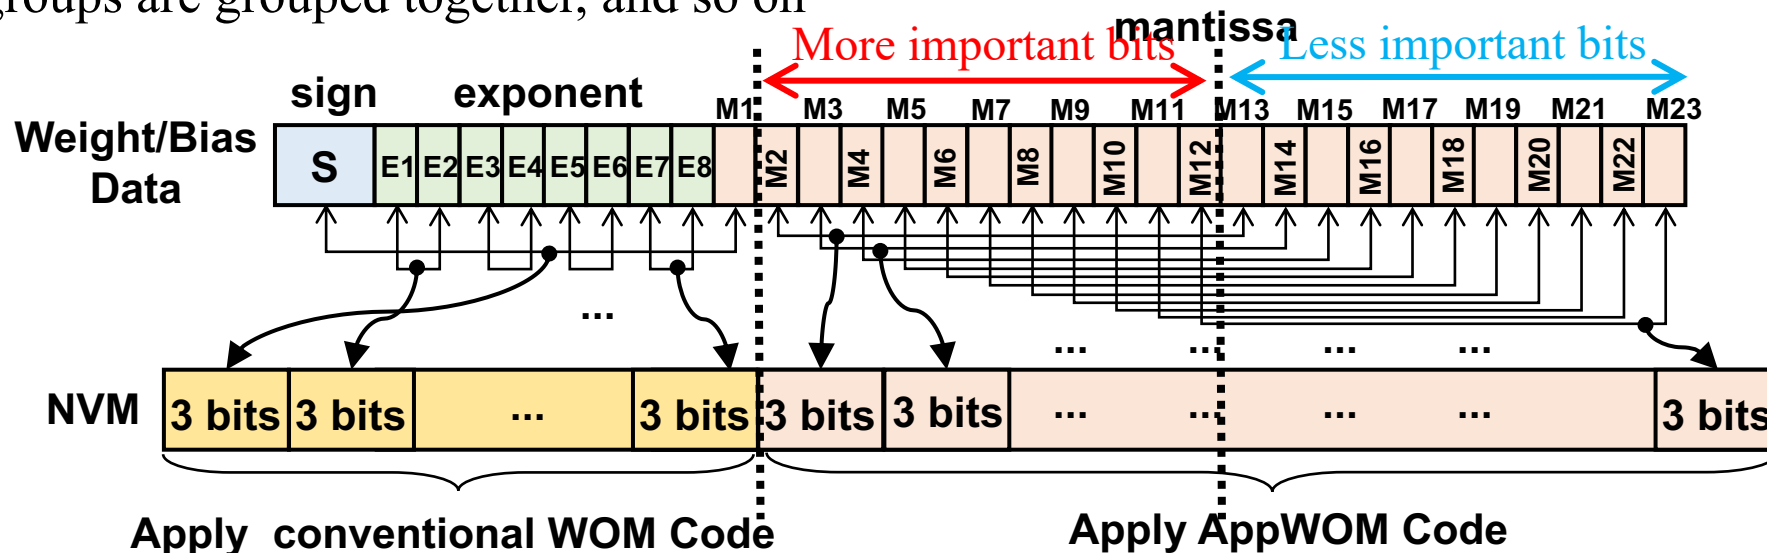 groups are grouped together, and so on
mantissa
More important bits Less important bits
sign exponent
M1 M3 M5 M7 M9 M11 M13 M15 M17 M19 M21 M23
Weight/Bias
Data
S E1 E2 E3 E4 E5 E6 E7 E8 M2 M4 M6 M8 M10 M12 M14 M16 M18 M20 M22
...
... ... ... ...
NVM 3 bits 3 bits ... 3 bits 3 bits 3 bits ... ... ... ... 3 bits
Apply conventional WOM Code Apply AppWOM Code